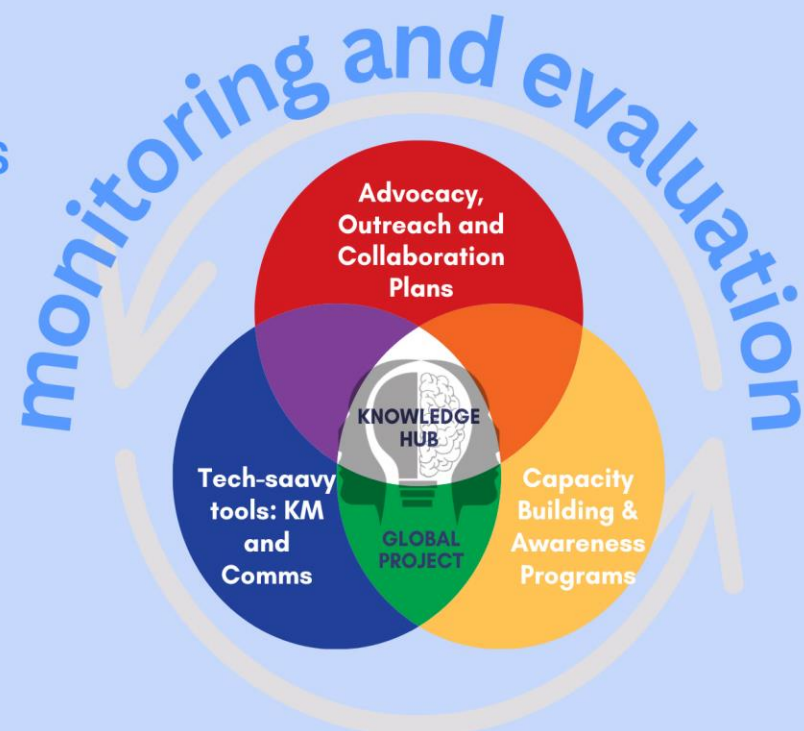 monitoring and evaluation
s
Advocacy,
Outreach and
Collaboration
Plans
KNOWLEDGE
HUB
Tech-saavy
tools: KM
and
Comms
GLOBAL
PROJECT
Capacity
Building &
Awareness
Programs